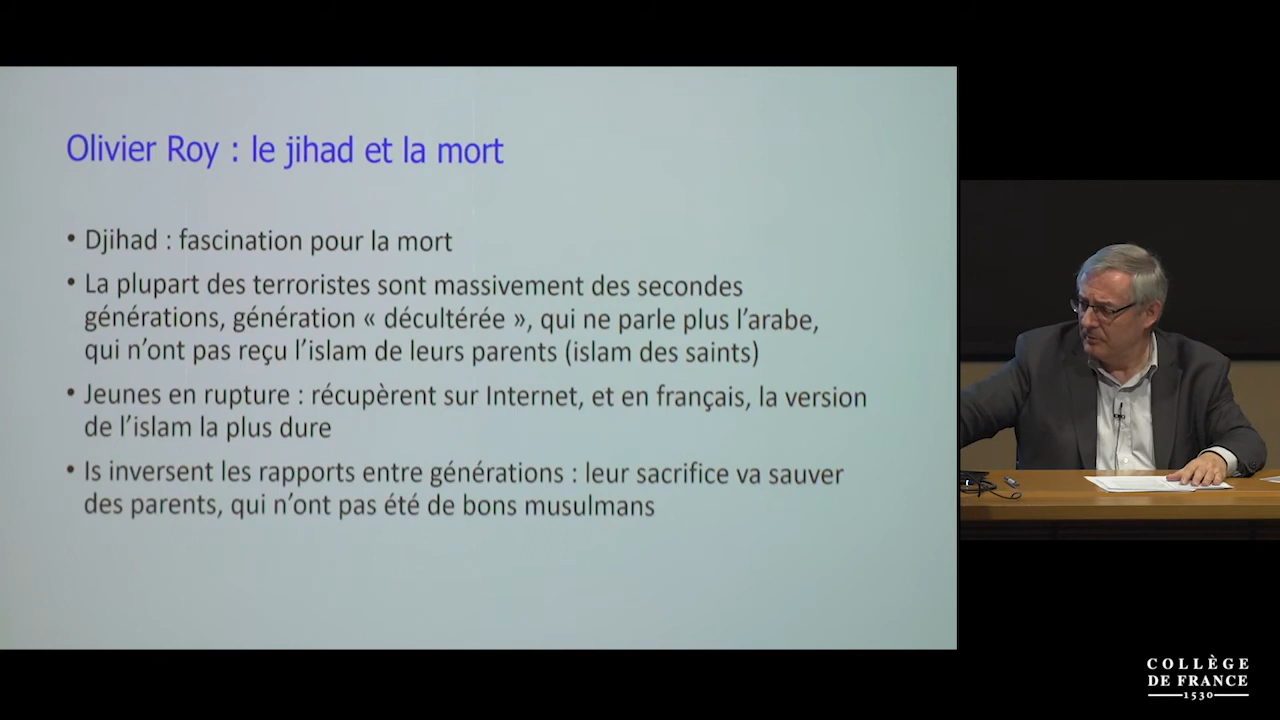 Olivier Roy : le jihad et la mort
• Djihad : fascination pour la mort
• La plupart des terroristes sont massivement des secondes
générations, génération « décultérée », qui ne parle plus l’arabe,
qui n’ont pas reçu l’islam de leurs parents (islam des saints)
• Jeunes en rupture : récupèrent sur Internet, et en français, la version
de l’islam la plus dure
• Is inversent les rapports entre générations : leur sacrifice va sauver
des parents, qui n’ont pas été de bons musulmans
COLLÈGE
DE FRANCE
1530